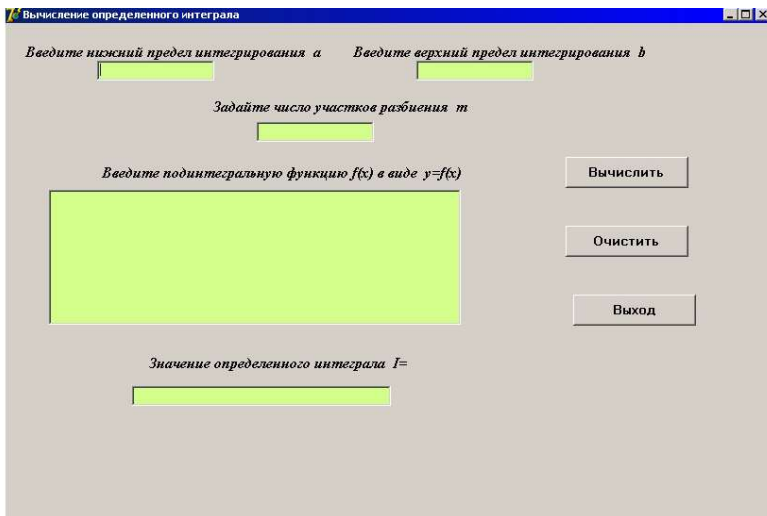 Вычисление определенного интеграла
Введите нижний предел интегрирования a
Введите верхний предел интегрирования b
Задайте число участков разбиения m
Введите подинтегральную функцию f(x) в виде y=f(x)
Вычислить
Очистить
Выход
Значение определенного интеграла I=